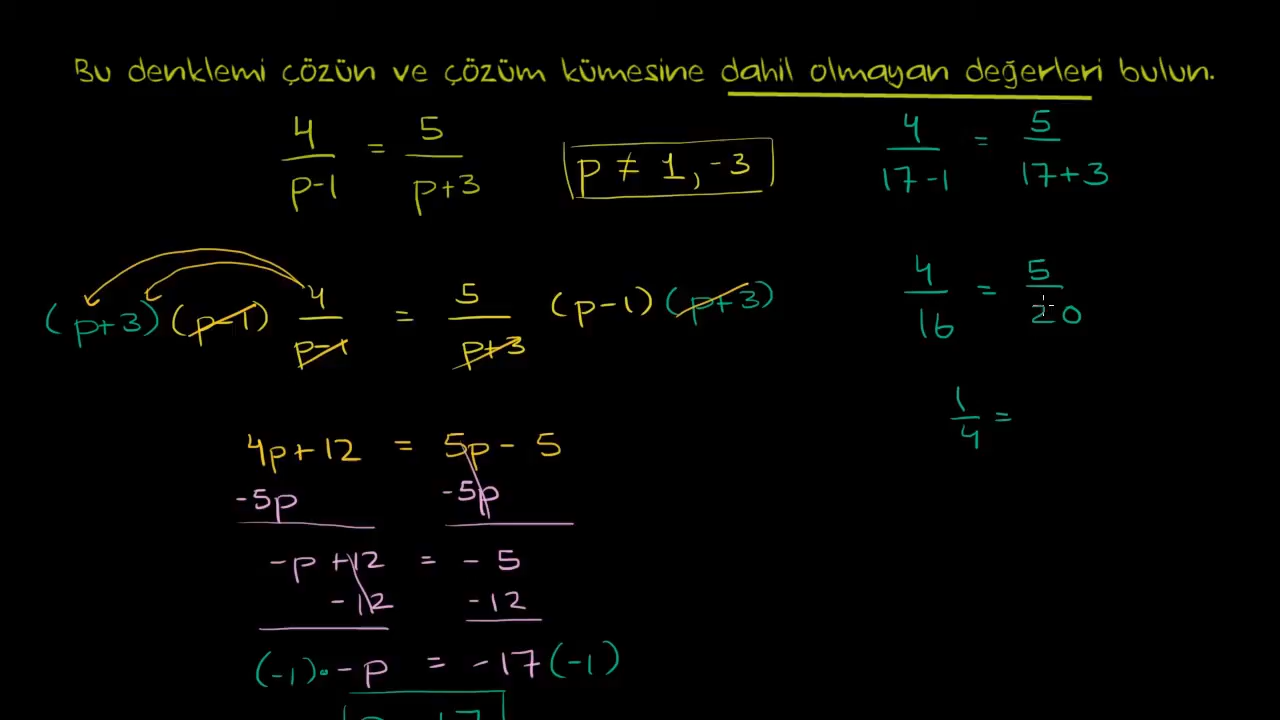 Bu denklemi çözün ve çözüm kümesine dahil olmayan değerleri bulun.
4/(p-1) = 5/(p+3)
p ≠ 1, -3
4/(17-1) = 5/(17+3)
(p+3) (p-1) 4/(p-1) = 5/(p+3) (p-1) (p+3)
4/16 = 5/20
1/4 =
4p+12 = 5p - 5
-5p -5p
-p +12 = - 5
-12 -12
(-1)· -p = -17 (-1)